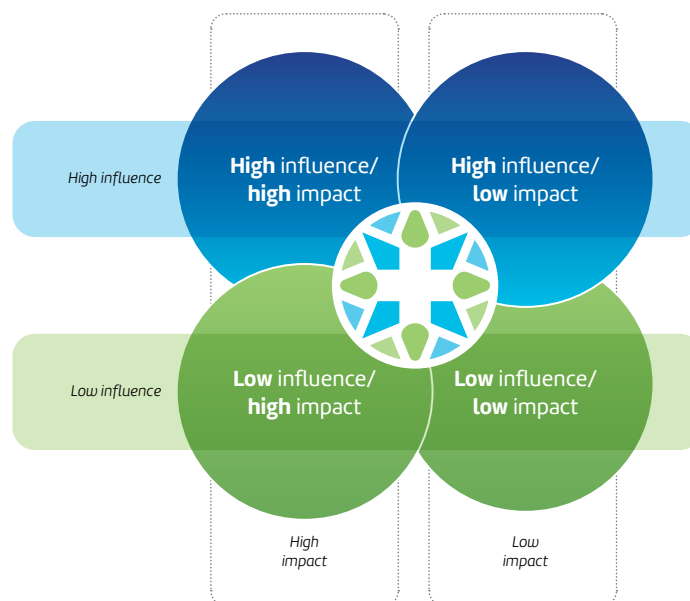 High influence/
high impact
High influence/
low impact
High influence
Low influence/
high impact
Low influence/
low impact
Low influence
High
impact
Low
impact